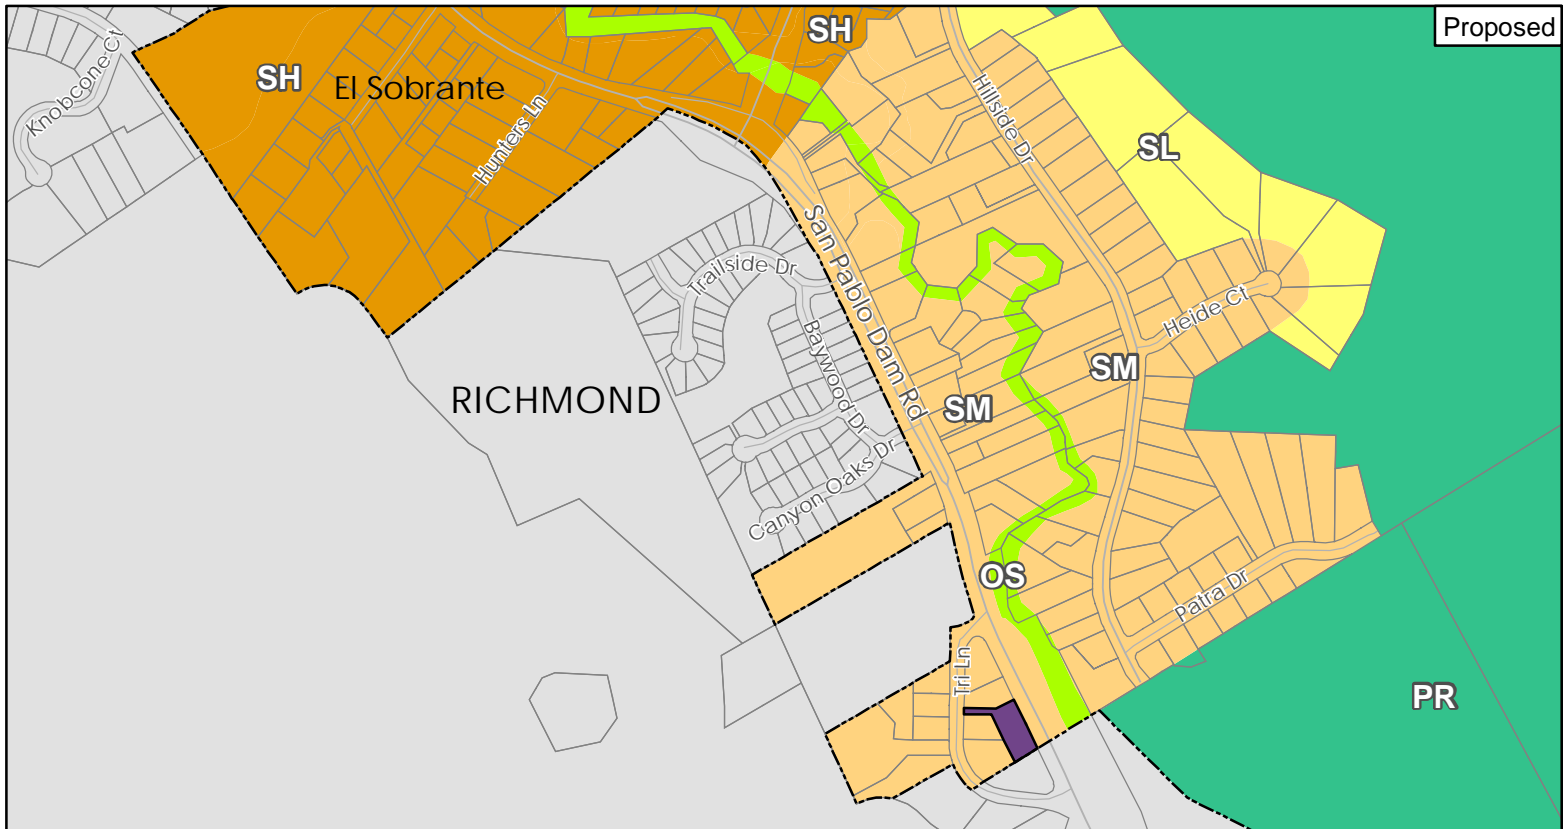 Proposed
SH
Knobcone Ct
SH
El Sobrante
Hunters Ln
Hillside Dr
SL
San Pablo Dam Rd
Trailside Dr
Heide Ct
Baywood Dr
SM
RICHMOND
SM
Canyon Oaks Dr
OS
Patra Dr
Tri Ln
PR